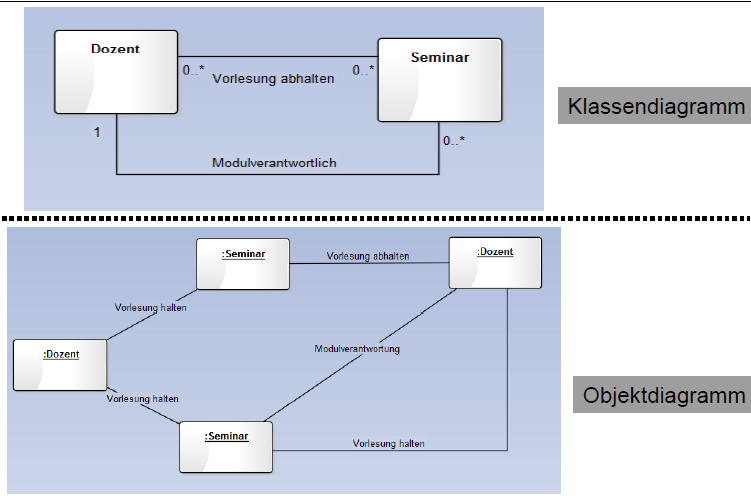 Dozent
Seminar
0..*
Vorlesung abhalten
0..*
1
0..*
Modulverantwortlich
Klassendiagramm
:Seminar
Vorlesung abhalten
:Dozent
Vorlesung halten
:Dozent
Modulverantwortung
Vorlesung halten
:Seminar
Vorlesung halten
Objektdiagramm